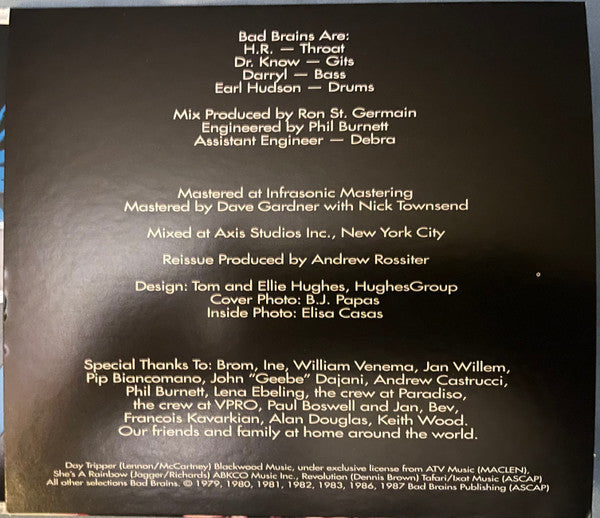 Bad Brains Are:
H.R. — Throat
Dr. Know — Gits
Darryl — Bass
Earl Hudson — Drums
Mix Produced by Ron St. Germain
Engineered by Phil Burnett
Assistant Engineer — Debra
Mastered at Infrasonic Mastering
Mastered by Dave Gardner with Nick Townsend
Mixed at Axis Studios Inc., New York City
Reissue Produced by Andrew Rossiter
Design: Tom and Ellie Hughes, HughesGroup
Cover Photo: B.J. Papas
Inside Photo: Elisa Casas
Special Thanks To: Brom, Ine, William Venema, Jan Willem,
Pip Biancomano, John "Geebe" Dajani, Andrew Castrucci,
Phil Burnett, Lena Ebeling, the crew at Paradiso,
the crew at VPRO, Paul Boswell and Jan, Bev,
Francois Kavarkian, Alan Douglas, Keith Wood.
Our friends and family at home around the world.
Day Tripper (Lennon/McCartney) Blackwood Music, under exclusive license from ATV Music (MACLEN),
She's A Rainbow (Jagger/Richards) ABKCO Music Inc., Revolution (Dennis Brown) Tafari/Ixat Music (ASCAP)
All other selections Bad Brains. © 1979, 1980, 1981, 1982, 1983, 1986, 1987 Bad Brains Publishing (ASCAP)